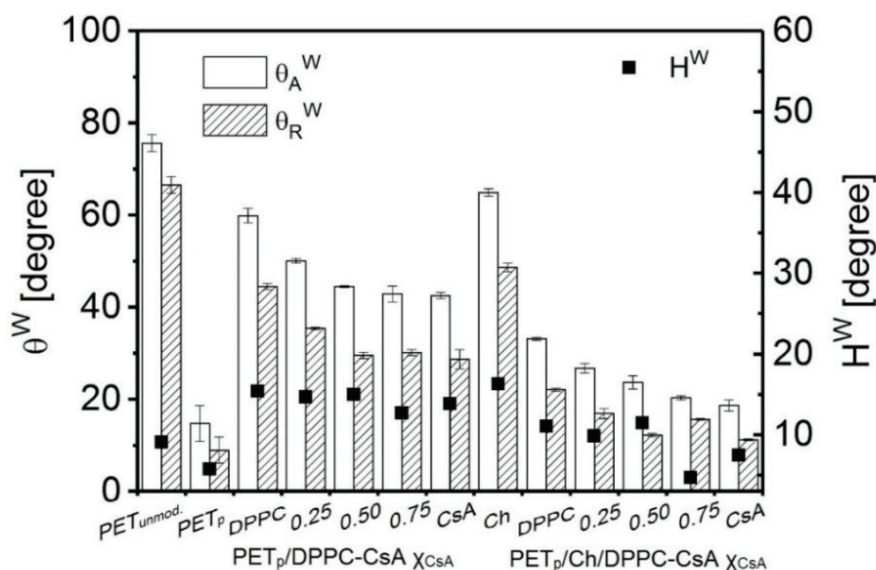 100
80
60
40
20
0
θ^W [degree]
θ_A^W
θ_R^W
H^W
60
50
40
30
20
10
H^W [degree]
PET_unmod. PET_p DPPC 0.25 0.50 0.75 CsA Ch DPPC 0.25 0.50 0.75 CsA
PET_p/DPPC-CsA χ_CsA PET_p/Ch/DPPC-CsA χ_CsA